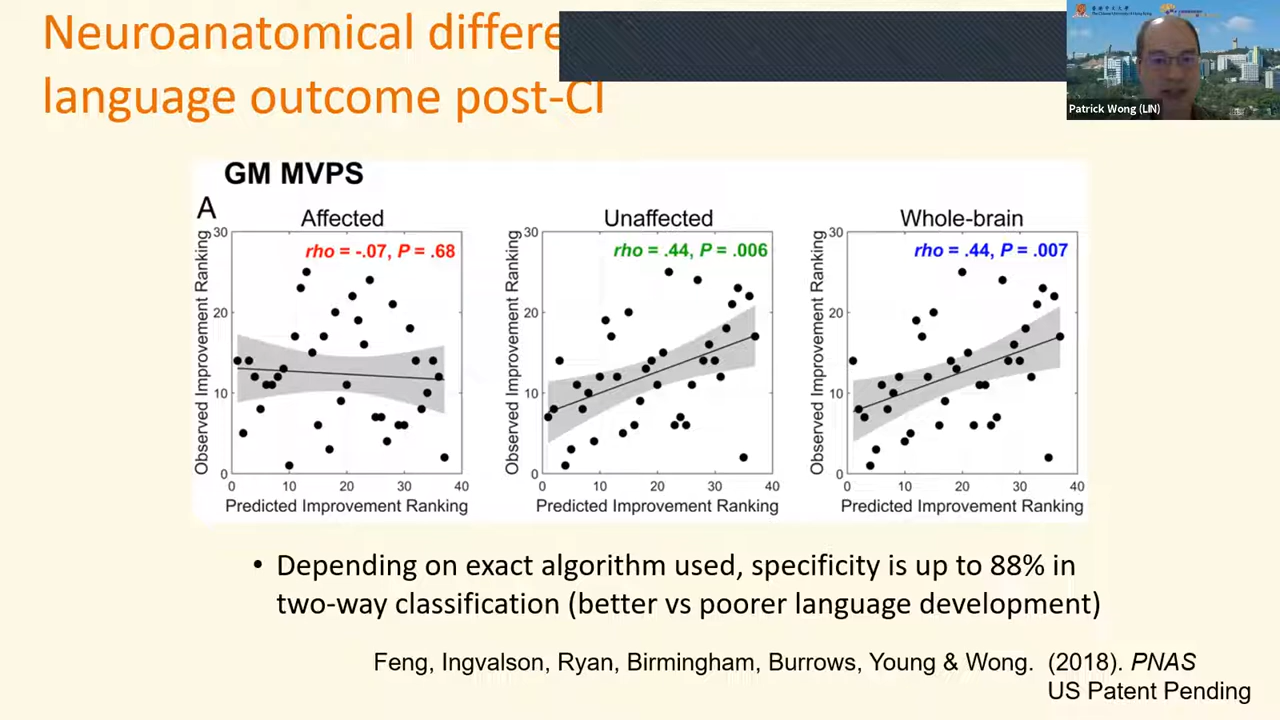 Neuroanatomical differe
language outcome post-CI
Patrick Wong (LIN)
GM MVPS
A
Affected
rho = -.07, P = .68
Observed Improvement Ranking
30
20
10
0
0 10 20 30 40
Predicted Improvement Ranking
Unaffected
rho = .44, P = .006
Observed Improvement Ranking
30
20
10
0
0 10 20 30 40
Predicted Improvement Ranking
Whole-brain
rho = .44, P = .007
Observed Improvement Ranking
30
20
10
0
0 10 20 30 40
Predicted Improvement Ranking
• Depending on exact algorithm used, specificity is up to 88% in
two-way classification (better vs poorer language development)
Feng, Ingvalson, Ryan, Birmingham, Burrows, Young & Wong. (2018). PNAS
US Patent Pending